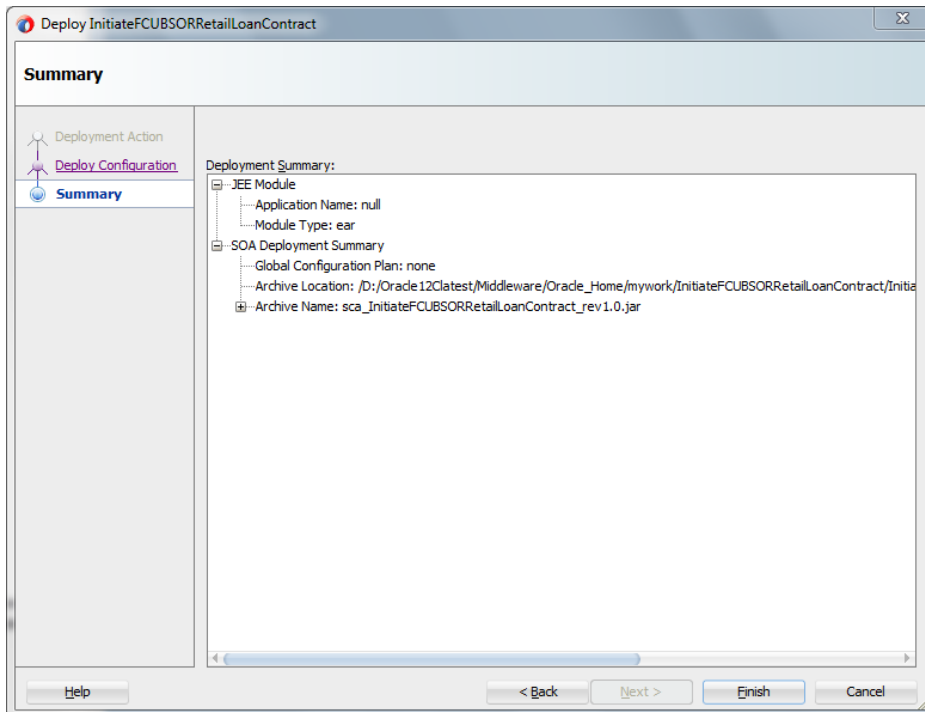 Deploy InitiateFCUBSORRetailLoanContract
Summary
Deployment Action
Deploy Configuration
Summary
Deployment Summary:
JEE Module
Application Name: null
Module Type: ear
SOA Deployment Summary
Global Configuration Plan: none
Archive Location: /D:/Oracle12Clatest/Middleware/Oracle_Home/mywork/InitiateFCUBSORRetailLoanContract/Initia
Archive Name: sca_InitiateFCUBSORRetailLoanContract_rev1.0.jar
Help
< Back
Next >
Finish
Cancel